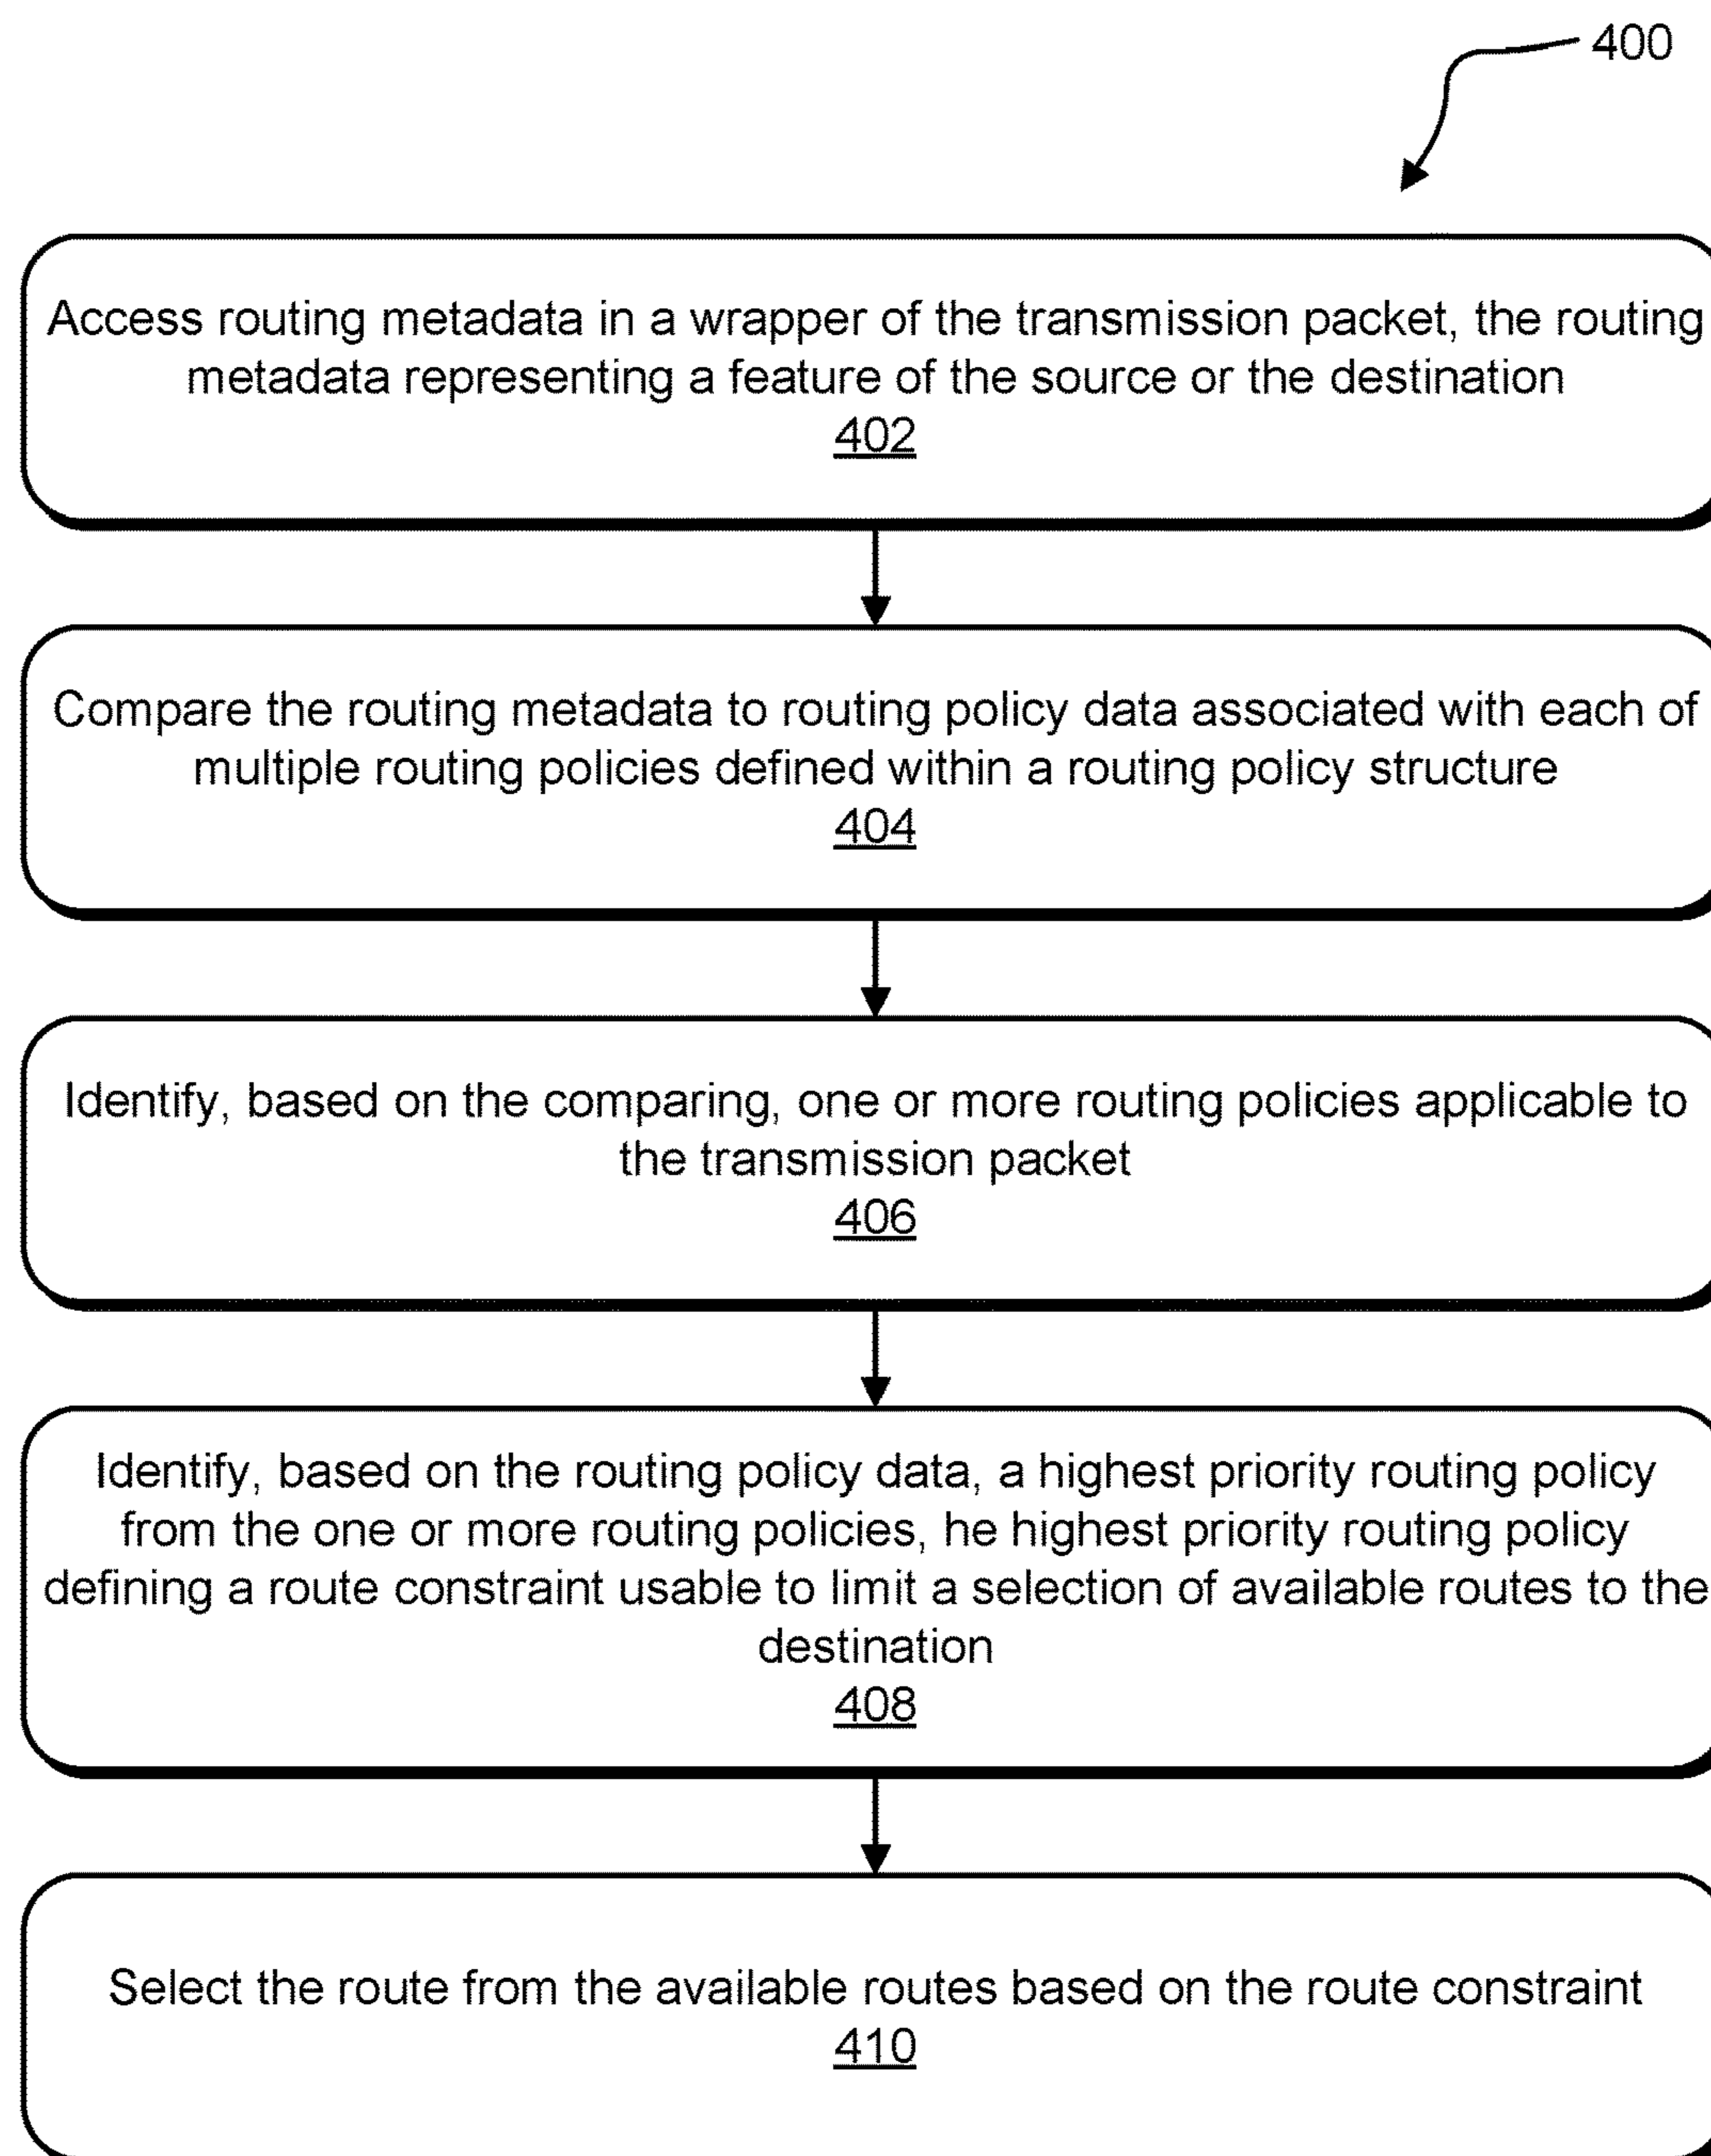 400
Access routing metadata in a wrapper of the transmission packet, the routing
metadata representing a feature of the source or the destination
402
Compare the routing metadata to routing policy data associated with each of
multiple routing policies defined within a routing policy structure
404
Identify, based on the comparing, one or more routing policies applicable to
the transmission packet
406
Identify, based on the routing policy data, a highest priority routing policy
from the one or more routing policies, he highest priority routing policy
defining a route constraint usable to limit a selection of available routes to the
destination
408
Select the route from the available routes based on the route constraint
410